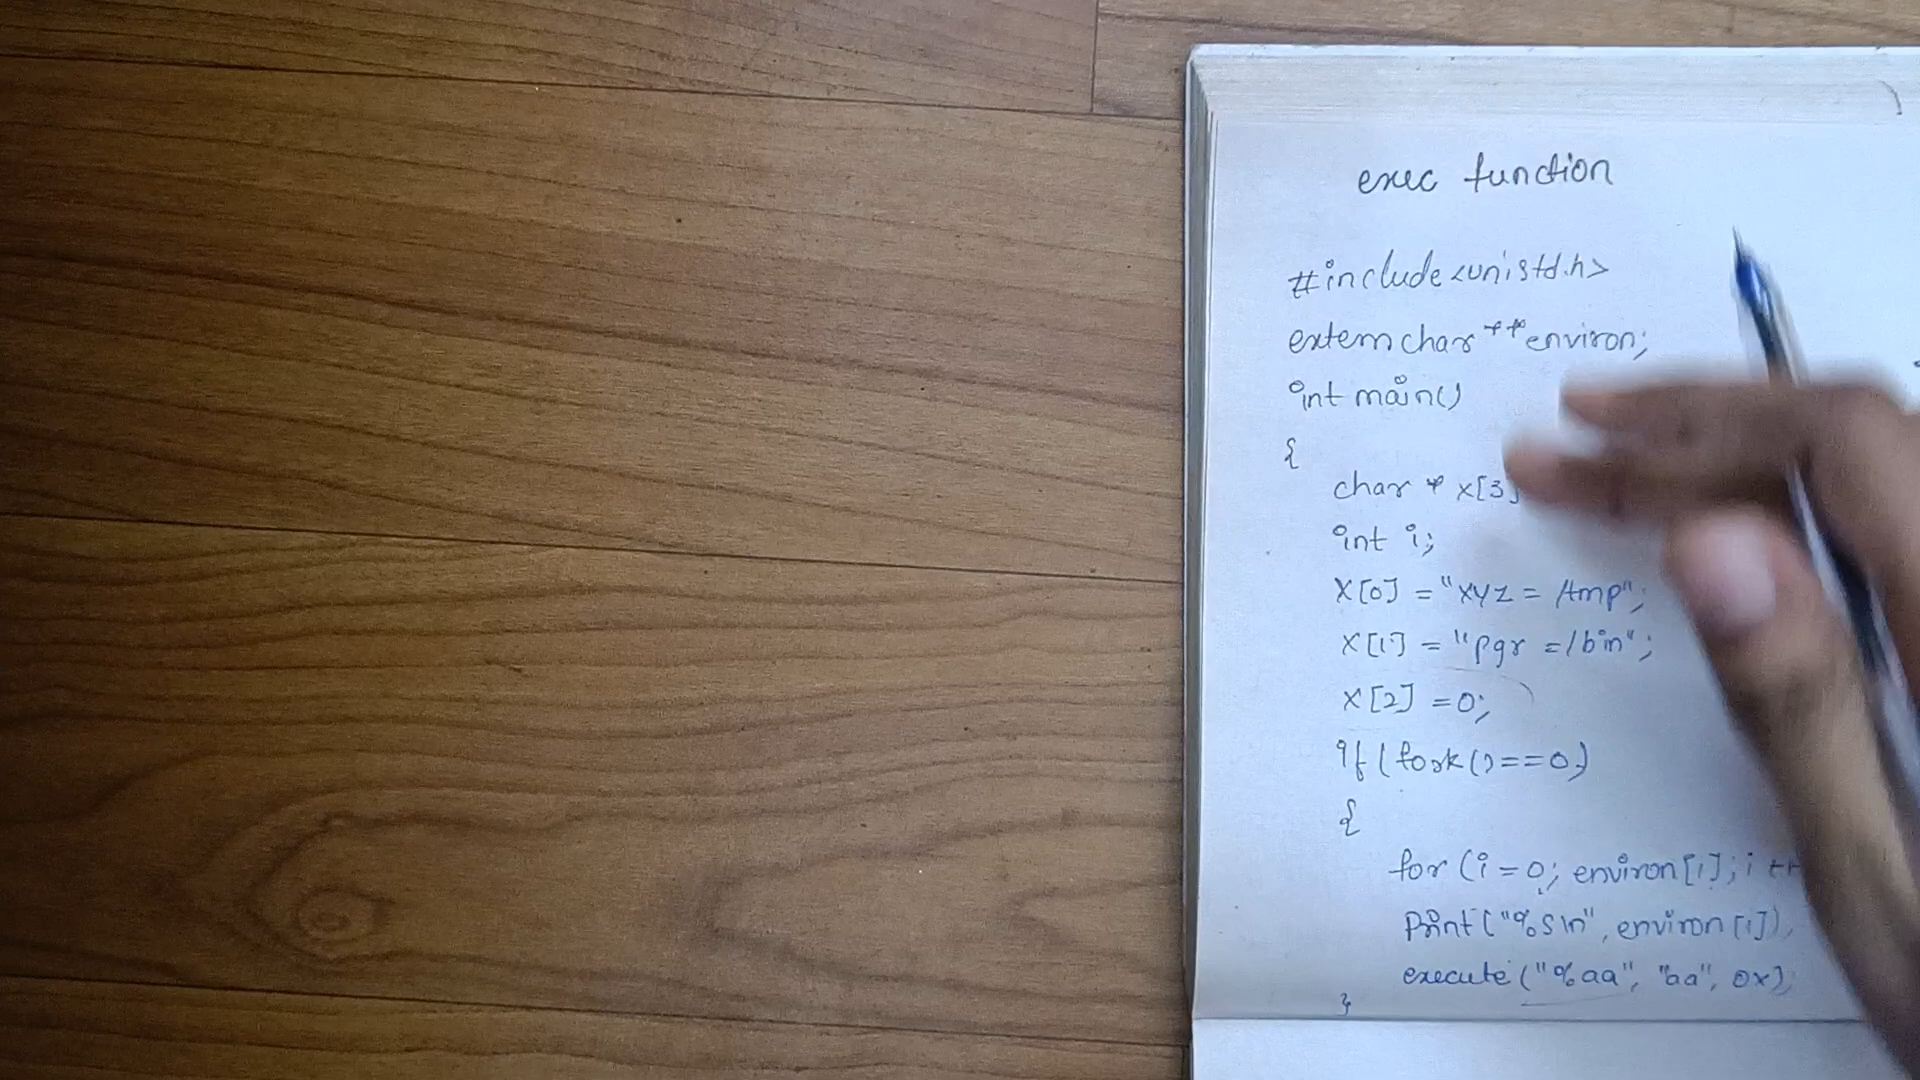 exec function
#include<unistd.h>
extern char **environ;
int main()
{
char * x[3]
int i;
x[0] = "xyz = /tmp";
x[1] = "pgr =/bin";
x[2] =0;
if (fork()==0)
{
for (i=0; environ[i]; i++
Print("%s\n", environ[i]),
execute ("%aa", "aa", 0x),
}